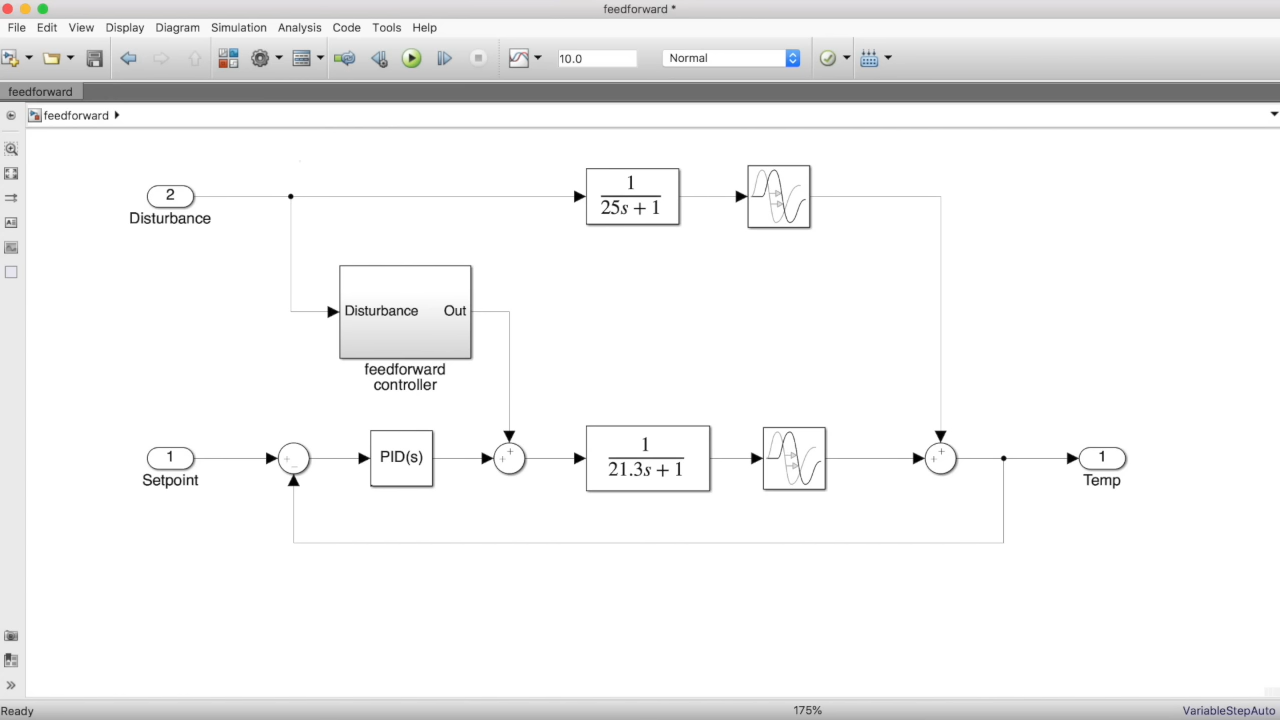 feedforward *
File Edit View Display Diagram Simulation Analysis Code Tools Help
10.0 Normal
feedforward
feedforward
2
Disturbance
1
25s + 1
Disturbance Out
feedforward
controller
1
Setpoint
+
−
PID(s)
+
+
1
21.3s + 1
+
+
1
Temp
Ready 175% VariableStepAuto